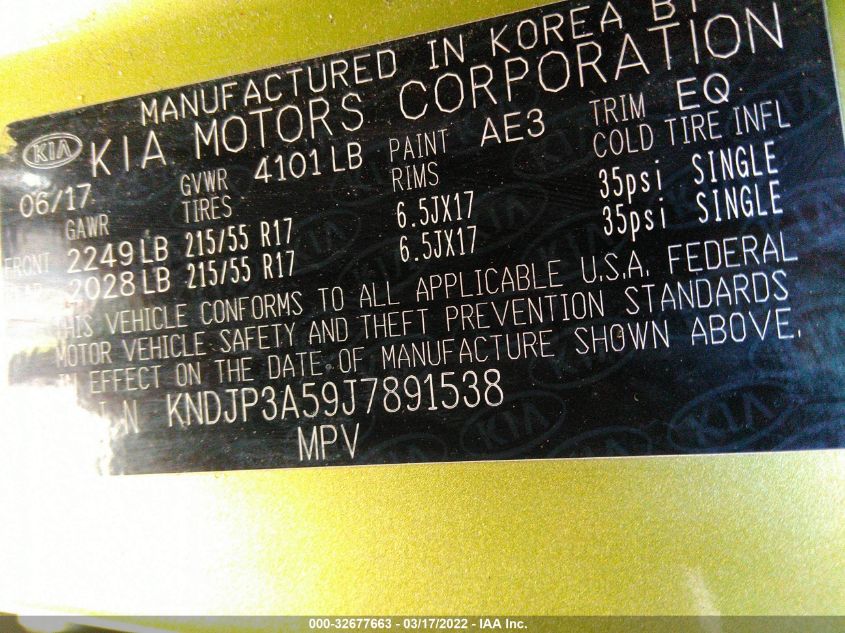 MANUFACTURED IN KOREA BY
KIA KIA MOTORS CORPORATION
06/17 GVWR 4101 LB PAINT AE3 TRIM EQ
GAWR TIRES RIMS COLD TIRE INFL
FRONT 2249 LB 215/55 R17 6.5JX17 35psi SINGLE
2028 LB 215/55 R17 6.5JX17 35psi SINGLE
THIS VEHICLE CONFORMS TO ALL APPLICABLE U.S.A. FEDERAL
MOTOR VEHICLE SAFETY AND THEFT PREVENTION STANDARDS
IN EFFECT ON THE DATE OF MANUFACTURE SHOWN ABOVE.
KNDJP3A59J7891538
MPV
000-32677663 - 03/17/2022 - IAA Inc.